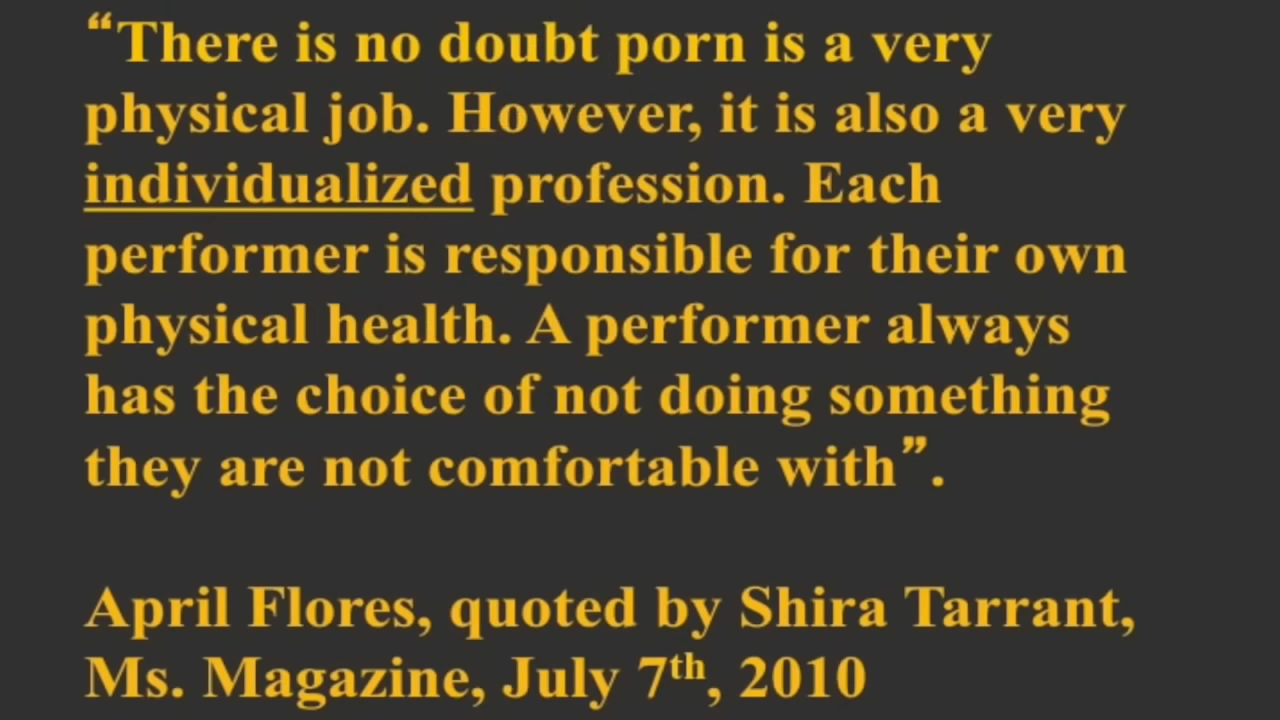 “There is no doubt porn is a very
physical job. However, it is also a very
individualized profession. Each
performer is responsible for their own
physical health. A performer always
has the choice of not doing something
they are not comfortable with”.
April Flores, quoted by Shira Tarrant,
Ms. Magazine, July 7th, 2010